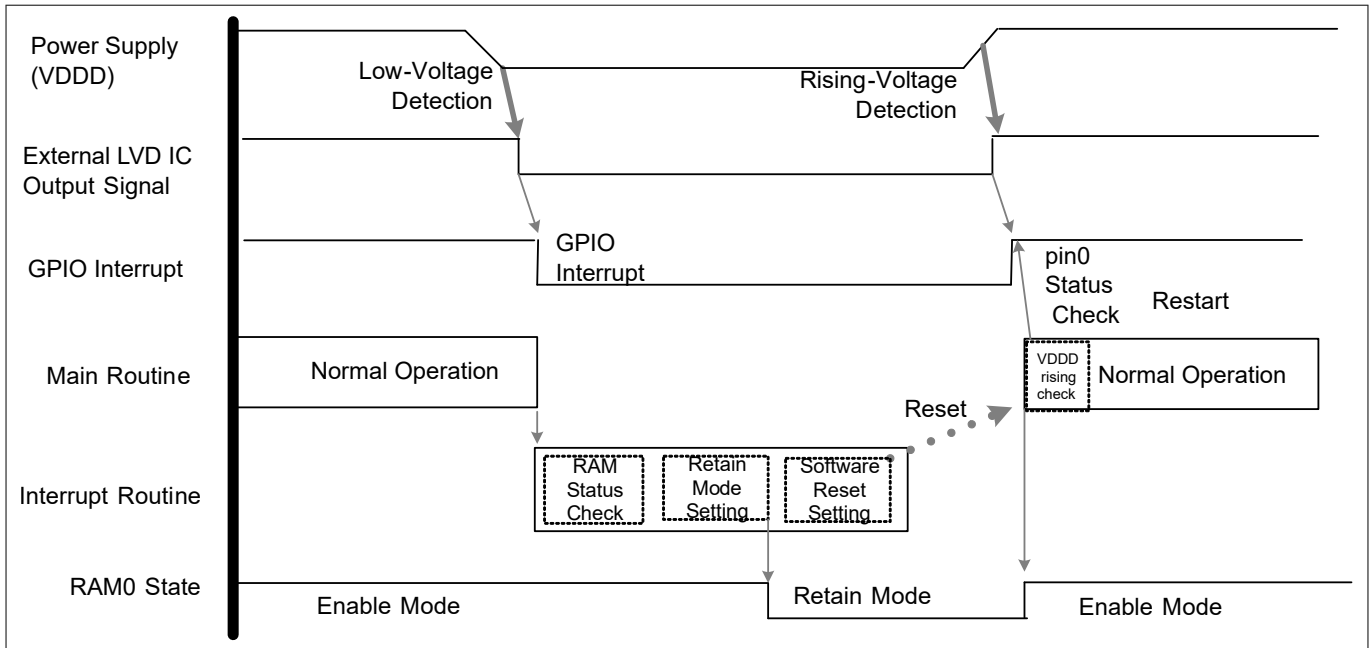 Power Supply
(VDDD)
Low-Voltage
Detection
Rising-Voltage
Detection
External LVD IC
Output Signal
GPIO Interrupt
GPIO
Interrupt
pin0
Status
Check
Restart
Main Routine
Normal Operation
VDDD
rising
check
Normal Operation
Reset
Interrupt Routine
RAM
Status
Check
Retain
Mode
Setting
Software
Reset
Setting
RAM0 State
Enable Mode
Retain Mode
Enable Mode